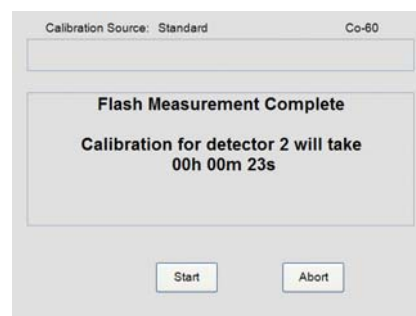 Calibration Source: Standard Co-60
Flash Measurement Complete
Calibration for detector 2 will take
00h 00m 23s
Start Abort